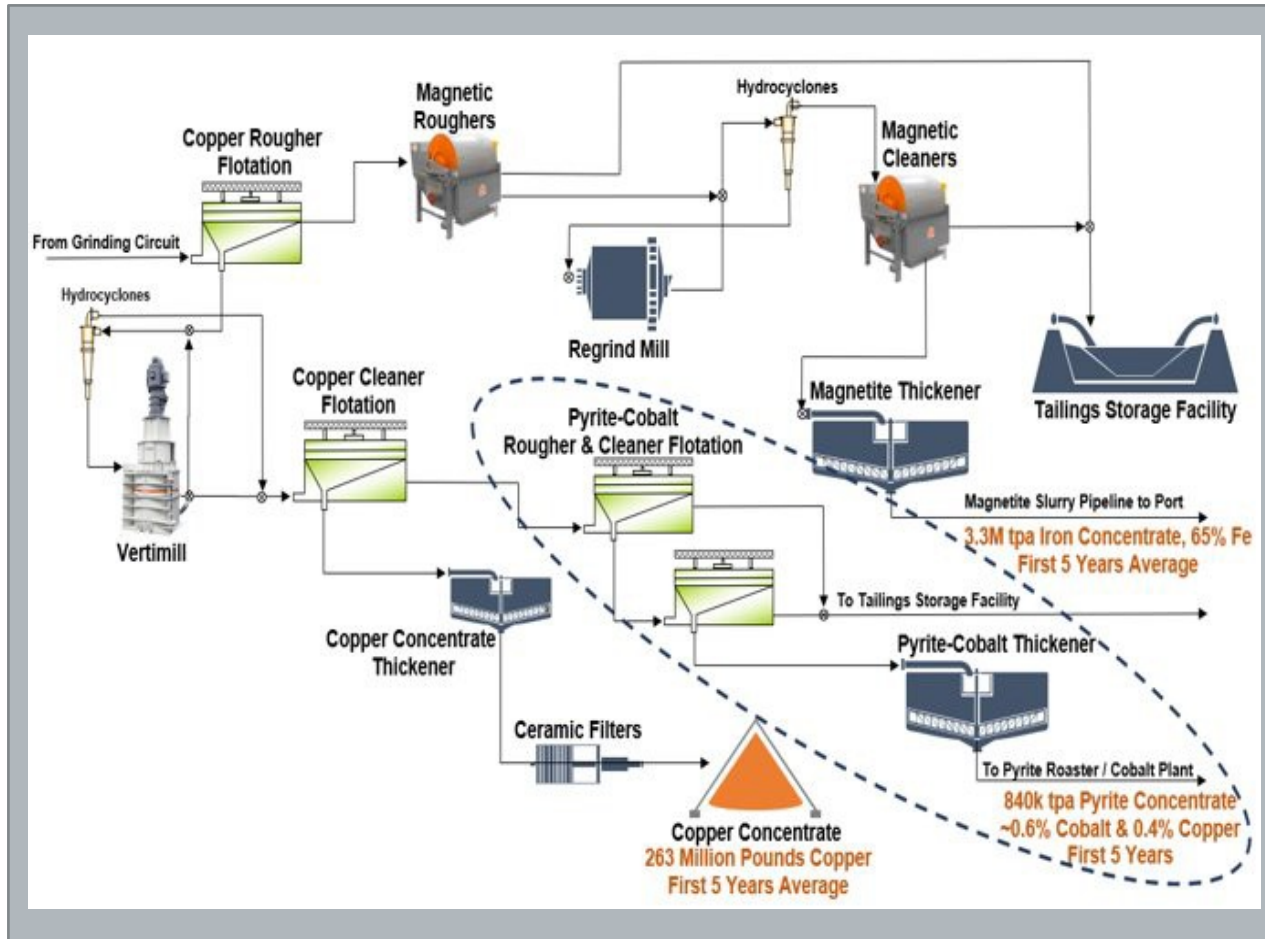 Magnetic
Roughers
Hydrocyclones
Magnetic
Cleaners
Copper Rougher
Flotation
From Grinding Circuit
Hydrocyclones
Regrind Mill
Tailings Storage Facility
Copper Cleaner
Flotation
Magnetite Thickener
Pyrite-Cobalt
Rougher & Cleaner Flotation
Vertimill
Magnetite Slurry Pipeline to Port
3.3M tpa Iron Concentrate, 65% Fe
First 5 Years Average
To Tailings Storage Facility
Copper Concentrate
Thickener
Pyrite-Cobalt Thickener
Ceramic Filters
To Pyrite Roaster / Cobalt Plant
840k tpa Pyrite Concentrate
~0.6% Cobalt & 0.4% Copper
First 5 Years
Copper Concentrate
263 Million Pounds Copper
First 5 Years Average